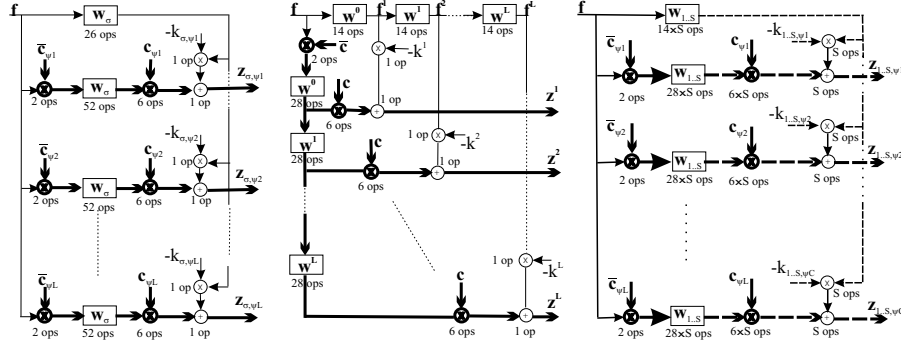 f
W_σ
26 ops
-k_σ,ψ1
c̅_ψ1
c_ψ1
1 op
x
z_σ,ψ1
W_σ
+
2 ops
52 ops
6 ops
1 op
-k_σ,ψ2
c̅_ψ2
c_ψ2
1 op
x
z_σ,ψ2
W_σ
+
2 ops
52 ops
6 ops
1 op
-k_σ,ψL
c̅_ψL
c_ψL
1 op
x
z_σ,ψL
W_σ
+
2 ops
52 ops
6 ops
1 op
f
W^0
f^1
W^1
f^2
W^L
f^L
14 ops
14 ops
14 ops
c̅
2 ops
x
-k^1
1 op
W^0
28 ops
c
6 ops
+
1 op
z^1
W^1
28 ops
1 op
x
-k^2
c
6 ops
1 op
+
z^2
W^L
28 ops
1 op
x
-k^L
c
6 ops
+
1 op
z^L
f
W_1..S
14×S ops
-k_1..S,ψ1
c̅_ψ1
c_ψ1
x
S ops
z_1..S,ψ1
W_1..S
+
2 ops
28×S ops
6×S ops
S ops
-k_1..S,ψ2
c̅_ψ2
c_ψ2
x
S ops
z_1..S,ψ2
W_1..S
+
2 ops
28×S ops
6×S ops
S ops
-k_1..S,ψC
c̅_ψL
c_ψL
x
S ops
z_1..S,ψC
W_1..S
+
2 ops
28×S ops
6×S ops
S ops